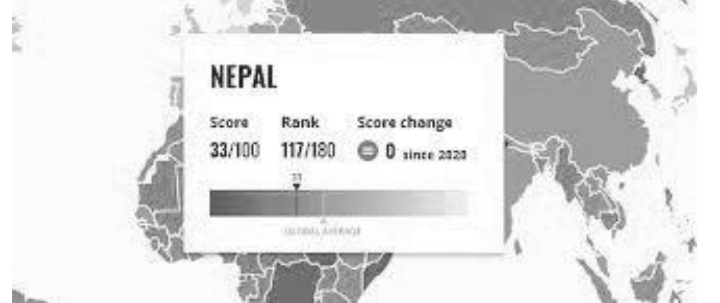 NEPAL
Score Rank Score change
33/100 117/180 0 since 2020
33
GLOBAL AVERAGE